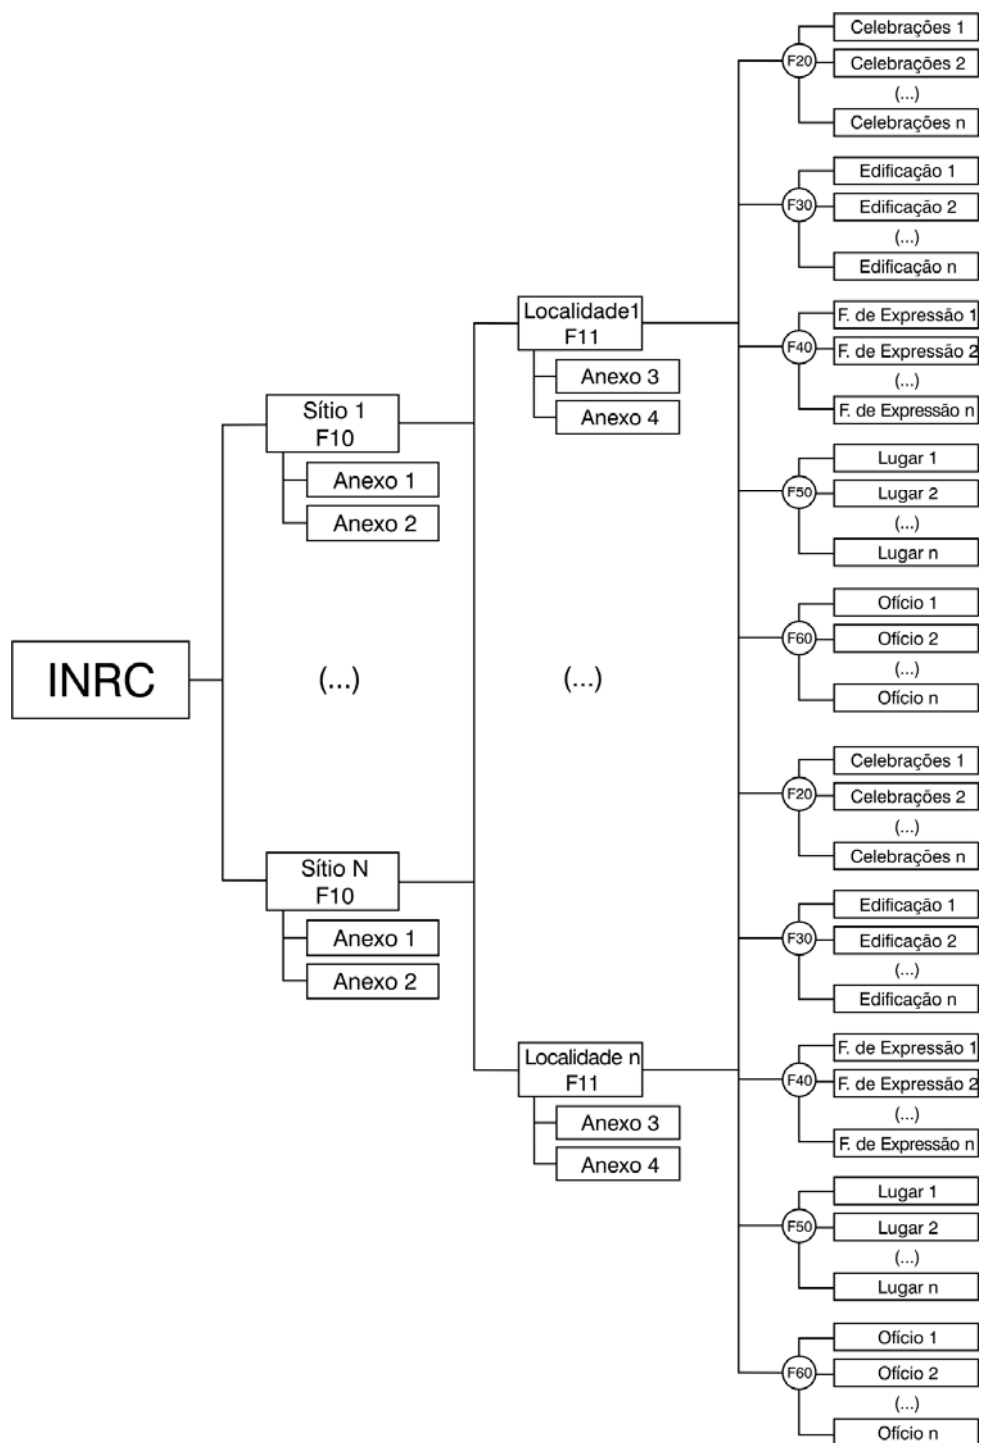 INRC
Sítio 1
F10
Anexo 1
Anexo 2
(...)
Sítio N
F10
Anexo 1
Anexo 2
Localidade1
F11
Anexo 3
Anexo 4
(...)
Localidade n
F11
Anexo 3
Anexo 4
F20
Celebrações 1
Celebrações 2
(...)
Celebrações n
F30
Edificação 1
Edificação 2
(...)
Edificação n
F40
F. de Expressão 1
F. de Expressão 2
(...)
F. de Expressão n
F50
Lugar 1
Lugar 2
(...)
Lugar n
F60
Ofício 1
Ofício 2
(...)
Ofício n
F20
Celebrações 1
Celebrações 2
(...)
Celebrações n
F30
Edificação 1
Edificação 2
(...)
Edificação n
F40
F. de Expressão 1
F. de Expressão 2
(...)
F. de Expressão n
F50
Lugar 1
Lugar 2
(...)
Lugar n
F60
Ofício 1
Ofício 2
(...)
Ofício n